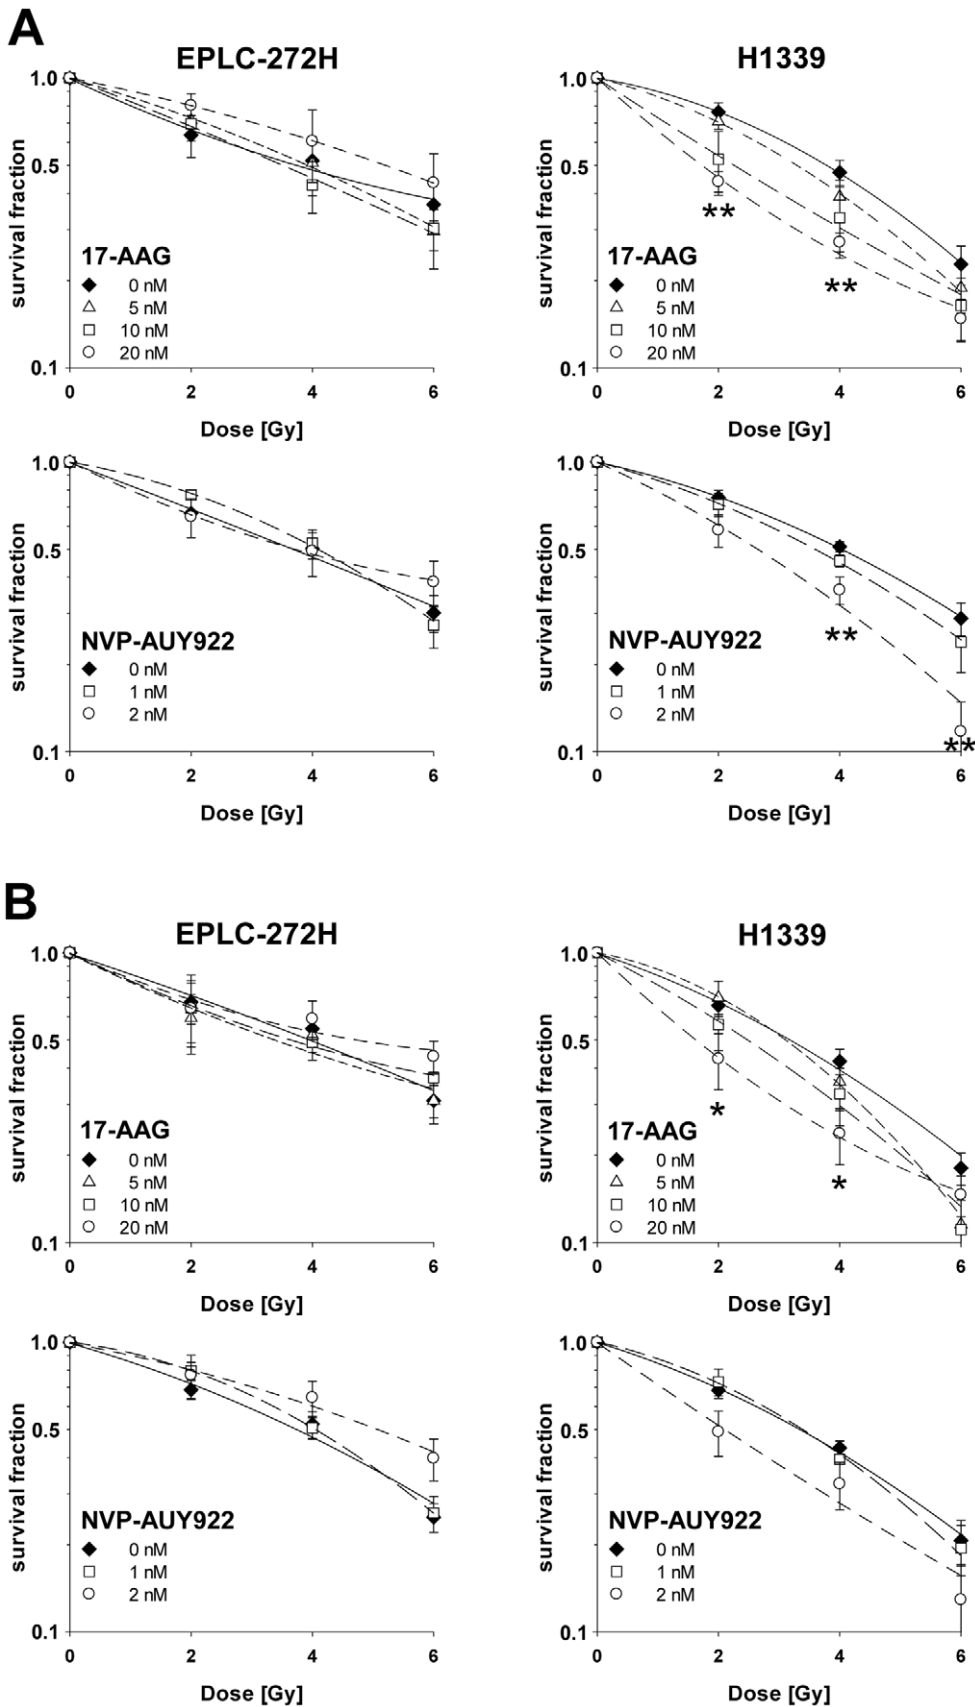 A
EPLC-272H
1.0
0.5
0.1
survival fraction
17-AAG
0 nM
5 nM
10 nM
20 nM
0 2 4 6
Dose [Gy]
H1339
1.0
0.5
0.1
survival fraction
17-AAG
0 nM
5 nM
10 nM
20 nM
**
**
0 2 4 6
Dose [Gy]
1.0
0.5
0.1
survival fraction
NVP-AUY922
0 nM
1 nM
2 nM
0 2 4 6
Dose [Gy]
1.0
0.5
0.1
survival fraction
NVP-AUY922
0 nM
1 nM
2 nM
**
**
0 2 4 6
Dose [Gy]
B
EPLC-272H
1.0
0.5
0.1
survival fraction
17-AAG
0 nM
5 nM
10 nM
20 nM
0 2 4 6
Dose [Gy]
H1339
1.0
0.5
0.1
survival fraction
17-AAG
0 nM
5 nM
10 nM
20 nM
*
*
0 2 4 6
Dose [Gy]
1.0
0.5
0.1
survival fraction
NVP-AUY922
0 nM
1 nM
2 nM
0 2 4 6
Dose [Gy]
1.0
0.5
0.1
survival fraction
NVP-AUY922
0 nM
1 nM
2 nM
0 2 4 6
Dose [Gy]